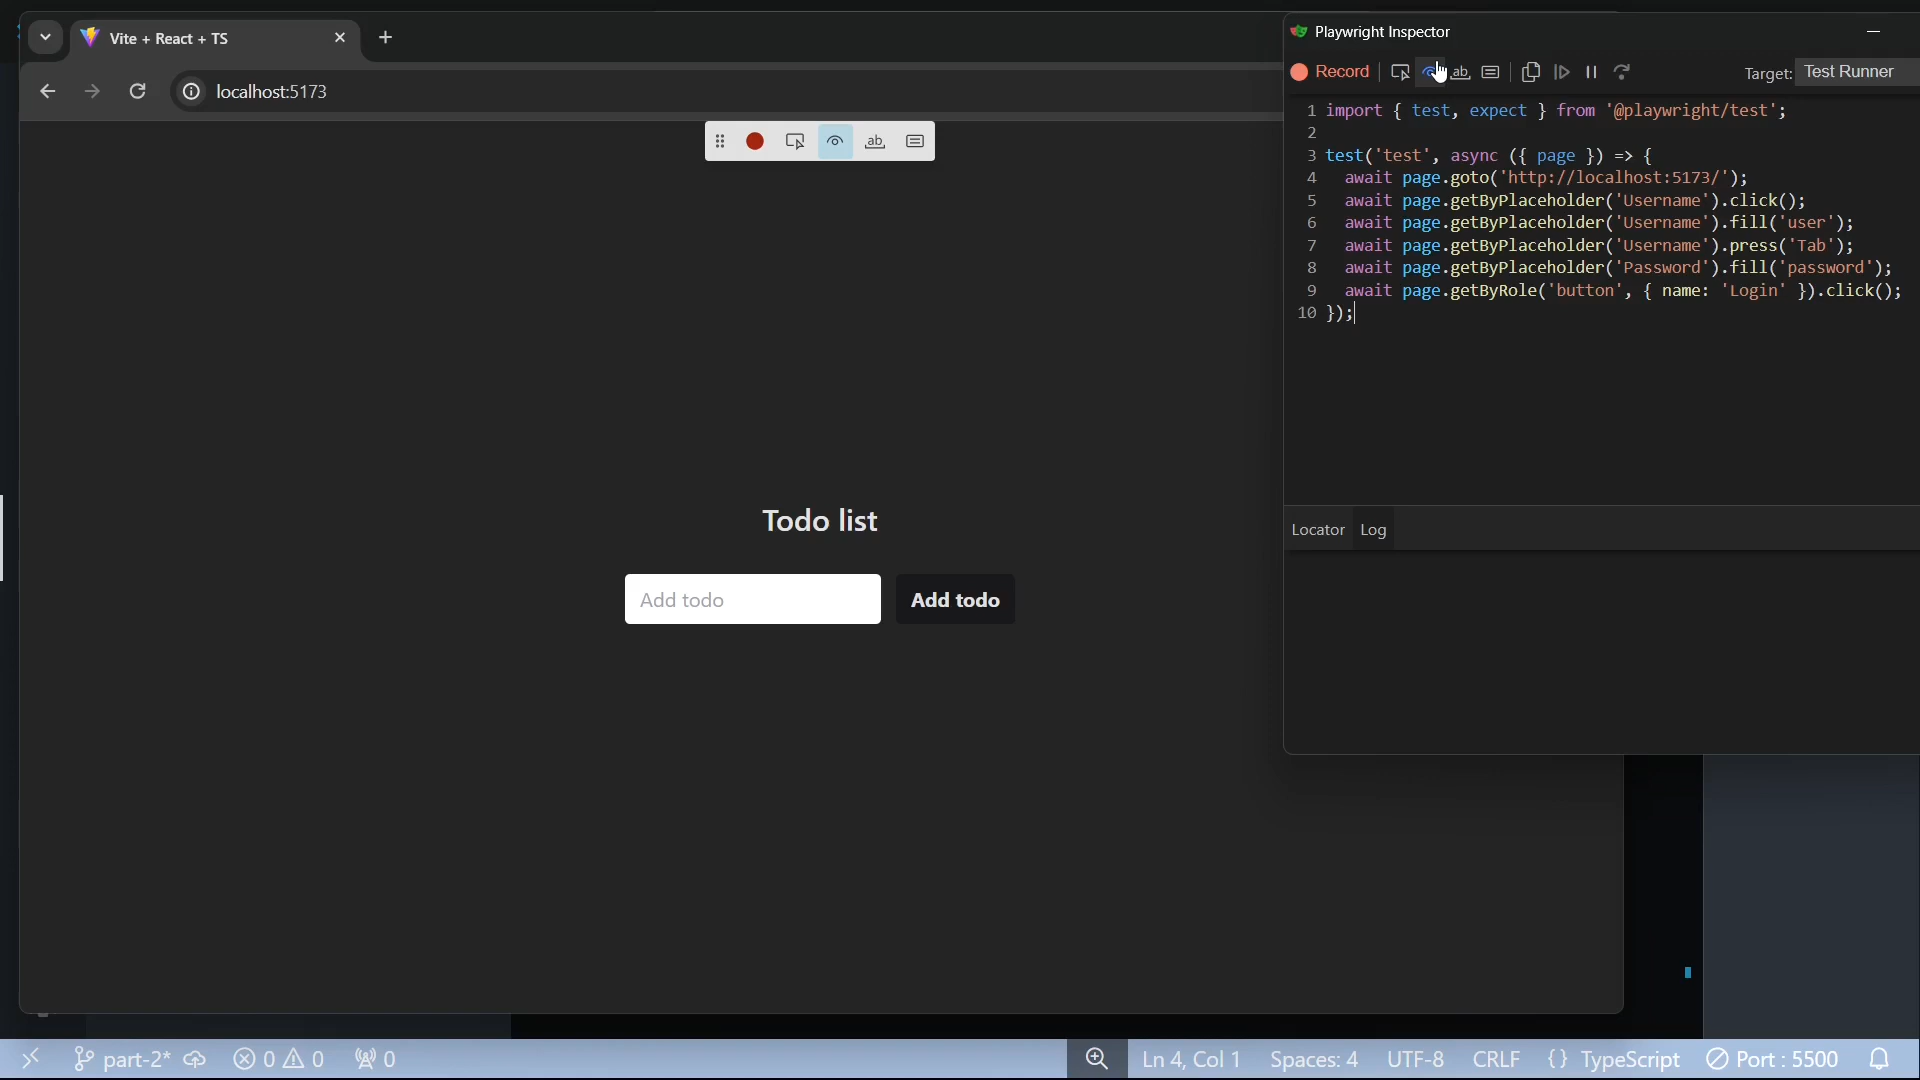 Vite + React + TS
localhost:5173
ab
Todo list
Add todo
Add todo
Playwright Inspector
Record
ab
Target:
Test Runner
1 import { test, expect } from '@playwright/test';
2
3 test('test', async ({ page }) => {
4 await page.goto('http://localhost:5173/');
5 await page.getByPlaceholder('Username').click();
6 await page.getByPlaceholder('Username').fill('user');
7 await page.getByPlaceholder('Username').press('Tab');
8 await page.getByPlaceholder('Password').fill('password');
9 await page.getByRole('button', { name: 'Login' }).click();
10 });
Locator Log
part-2* 0 0 0 Ln 4, Col 1 Spaces: 4 UTF-8 CRLF {} TypeScript Port : 5500